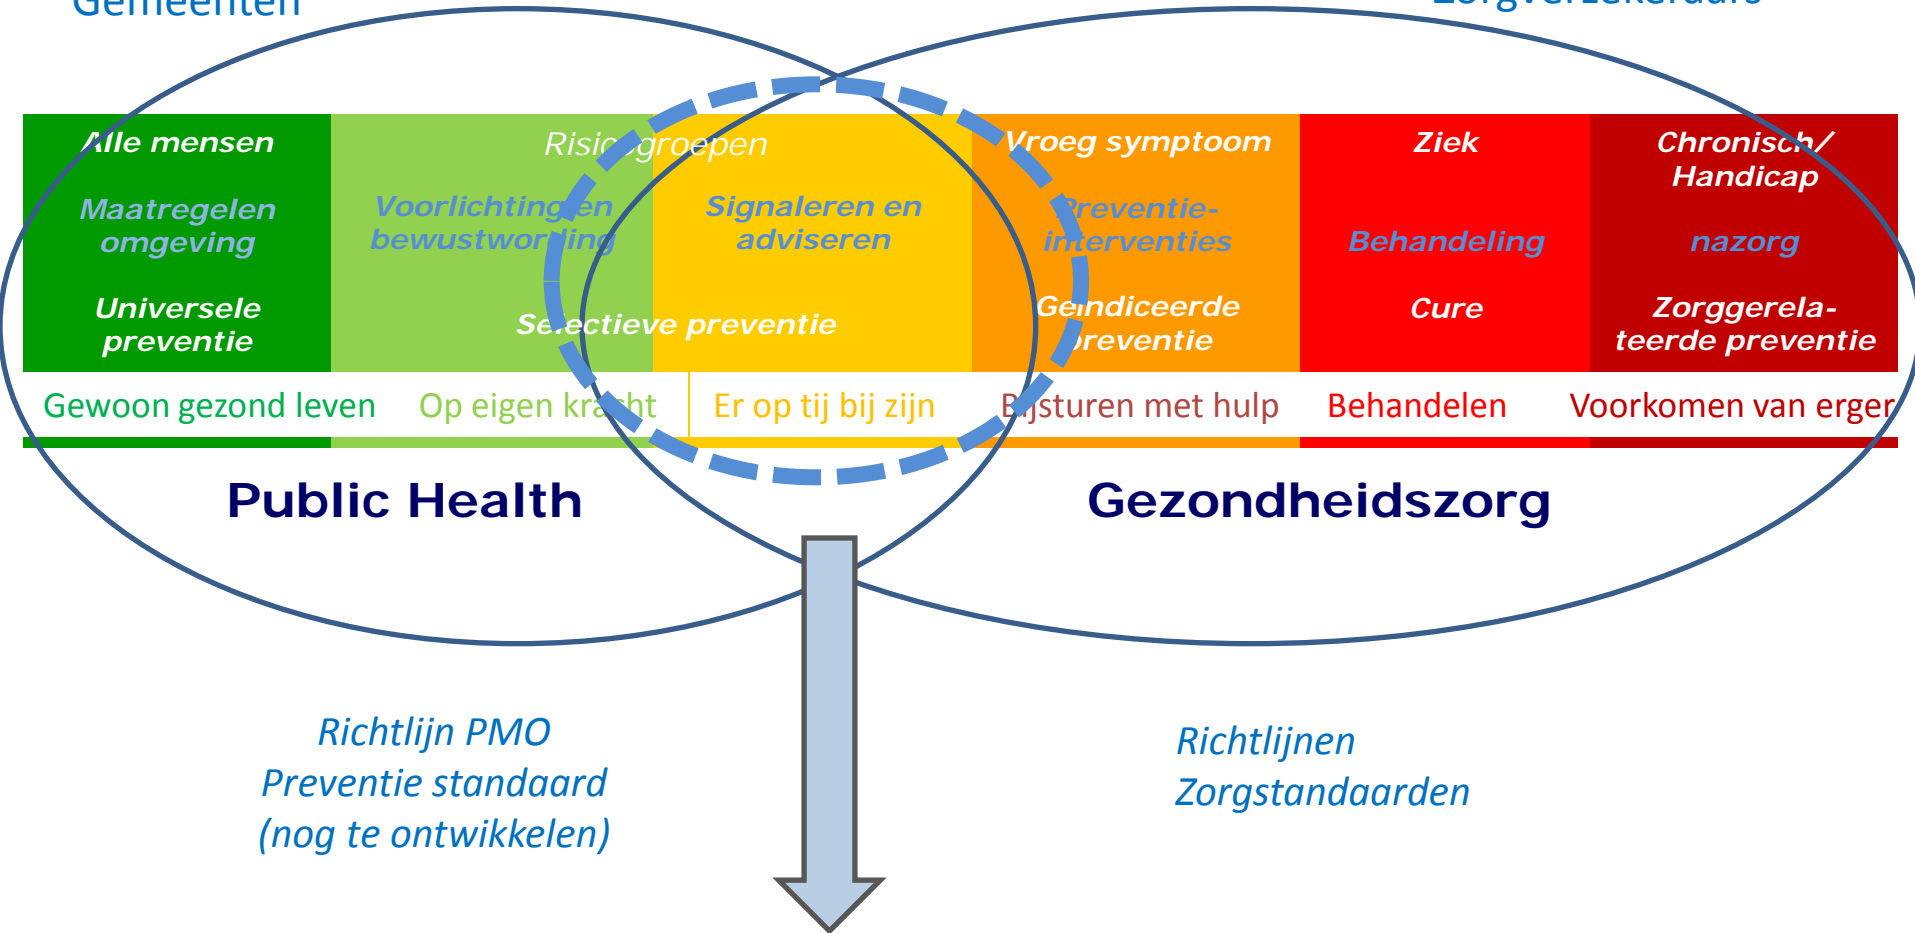 Gemeenten
Zorgverzekeraars
Alle mensen
Risicogroepen
Vroeg symptoom
Ziek
Chronisch/
Handicap
Maatregelen
omgeving
Voorlichting en
bewustwording
Signaleren en
adviseren
Preventie-
interventies
Behandeling
nazorg
Universele
preventie
Selectieve preventie
Geïndiceerde
preventie
Cure
Zorggerela-
teerde preventie
Gewoon gezond leven
Op eigen kracht
Er op tij bij zijn
Bijsturen met hulp
Behandelen
Voorkomen van erger
Public Health
Gezondheidszorg
Richtlijn PMO
Preventie standaard
(nog te ontwikkelen)
Richtlijnen
Zorgstandaarden